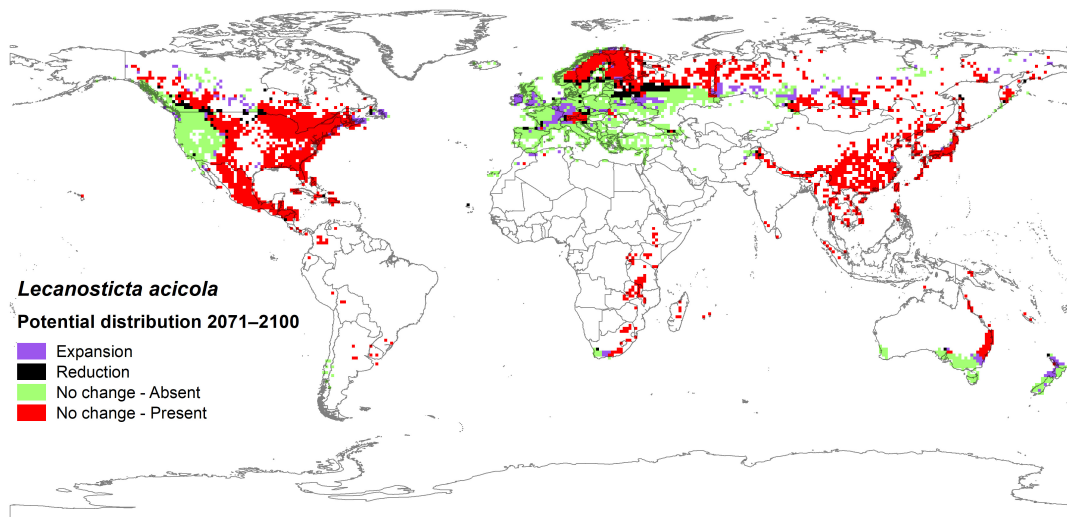 Lecanosticta acicola
Potential distribution 2071–2100
Expansion
Reduction
No change - Absent
No change - Present